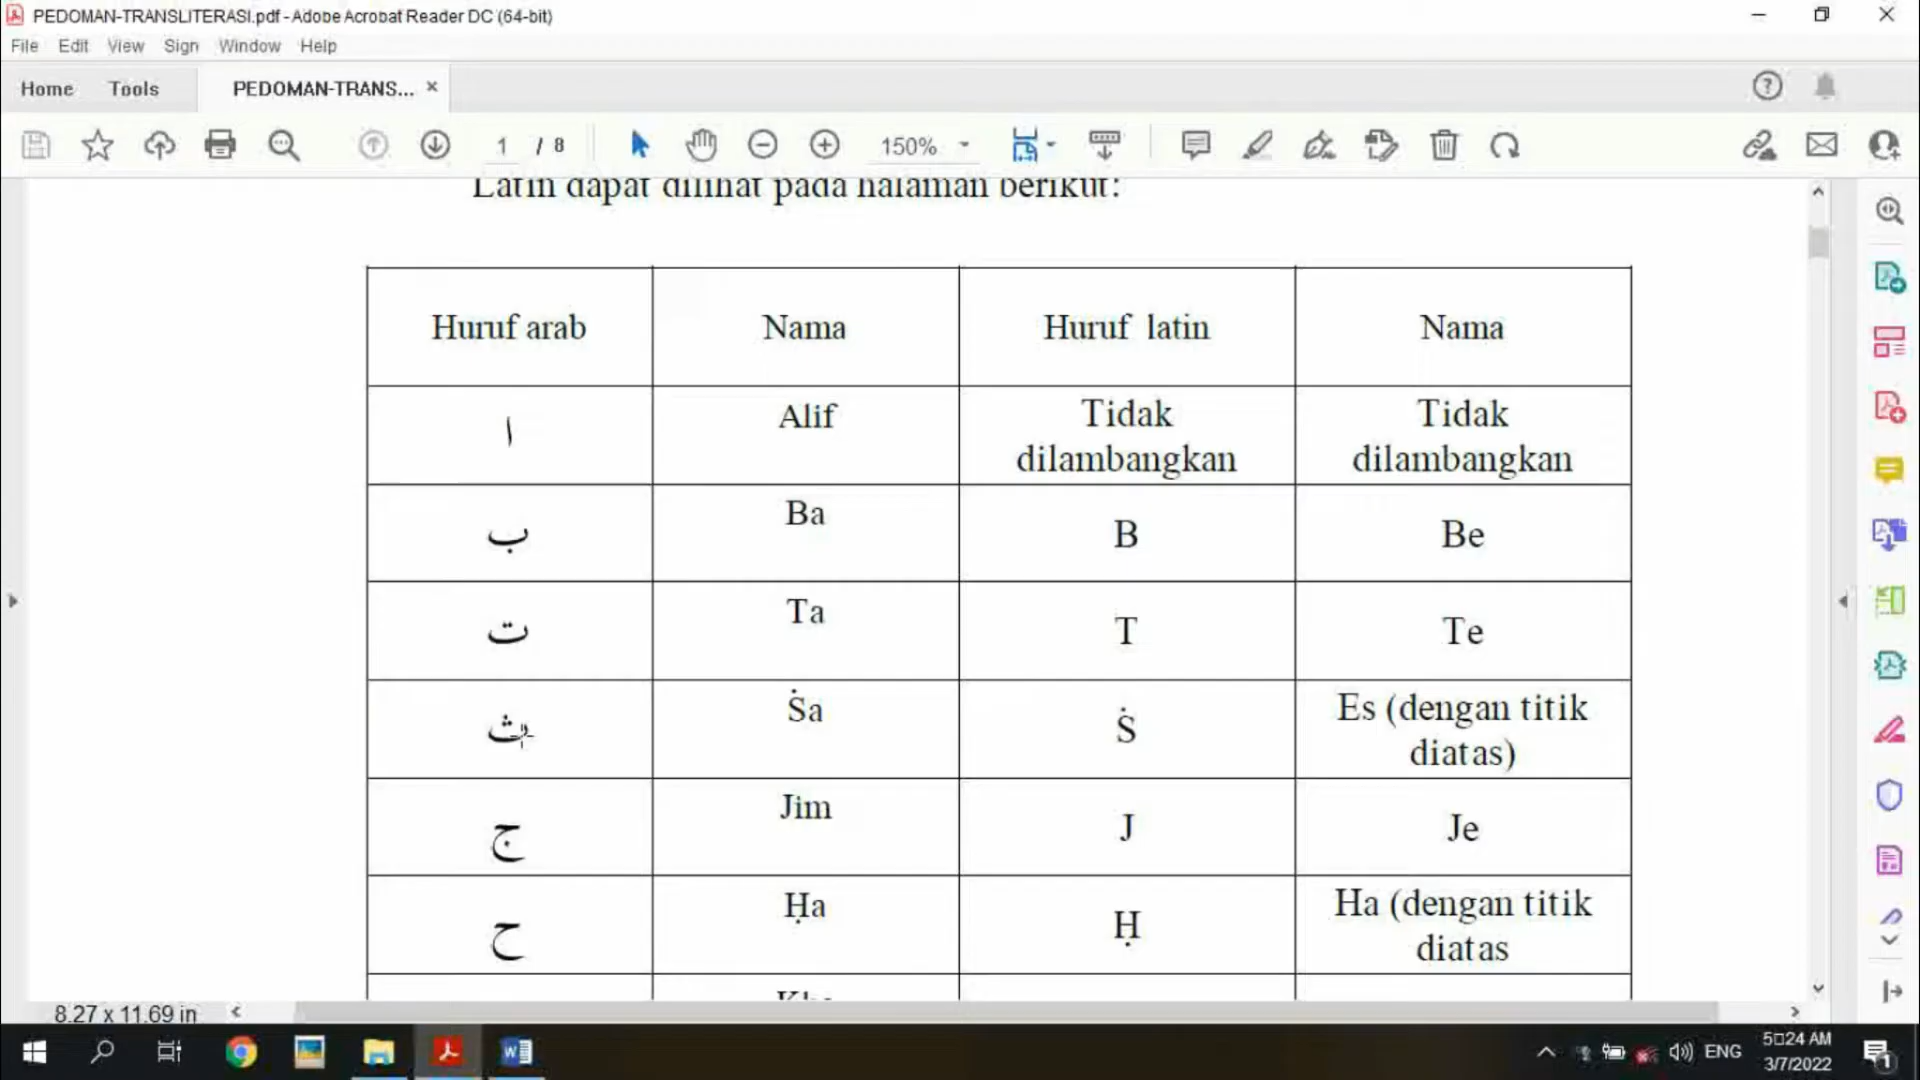 PEDOMAN-TRANSLITERASI.pdf - Adobe Acrobat Reader DC (64-bit)
File Edit View Sign Window Help
Home Tools PEDOMAN-TRANS... ×
1 / 8 150%
Latin dapat dilihat pada halaman berikut:
Huruf arab Nama Huruf latin Nama
ا Alif Tidak dilambangkan Tidak dilambangkan
ب Ba B Be
ت Ta T Te
ث Ṡa Ṡ Es (dengan titik diatas)
ج Jim J Je
ح Ḥa Ḥ Ha (dengan titik diatas
8.27 x 11.69 in
ENG
5□24 AM
3/7/2022
1